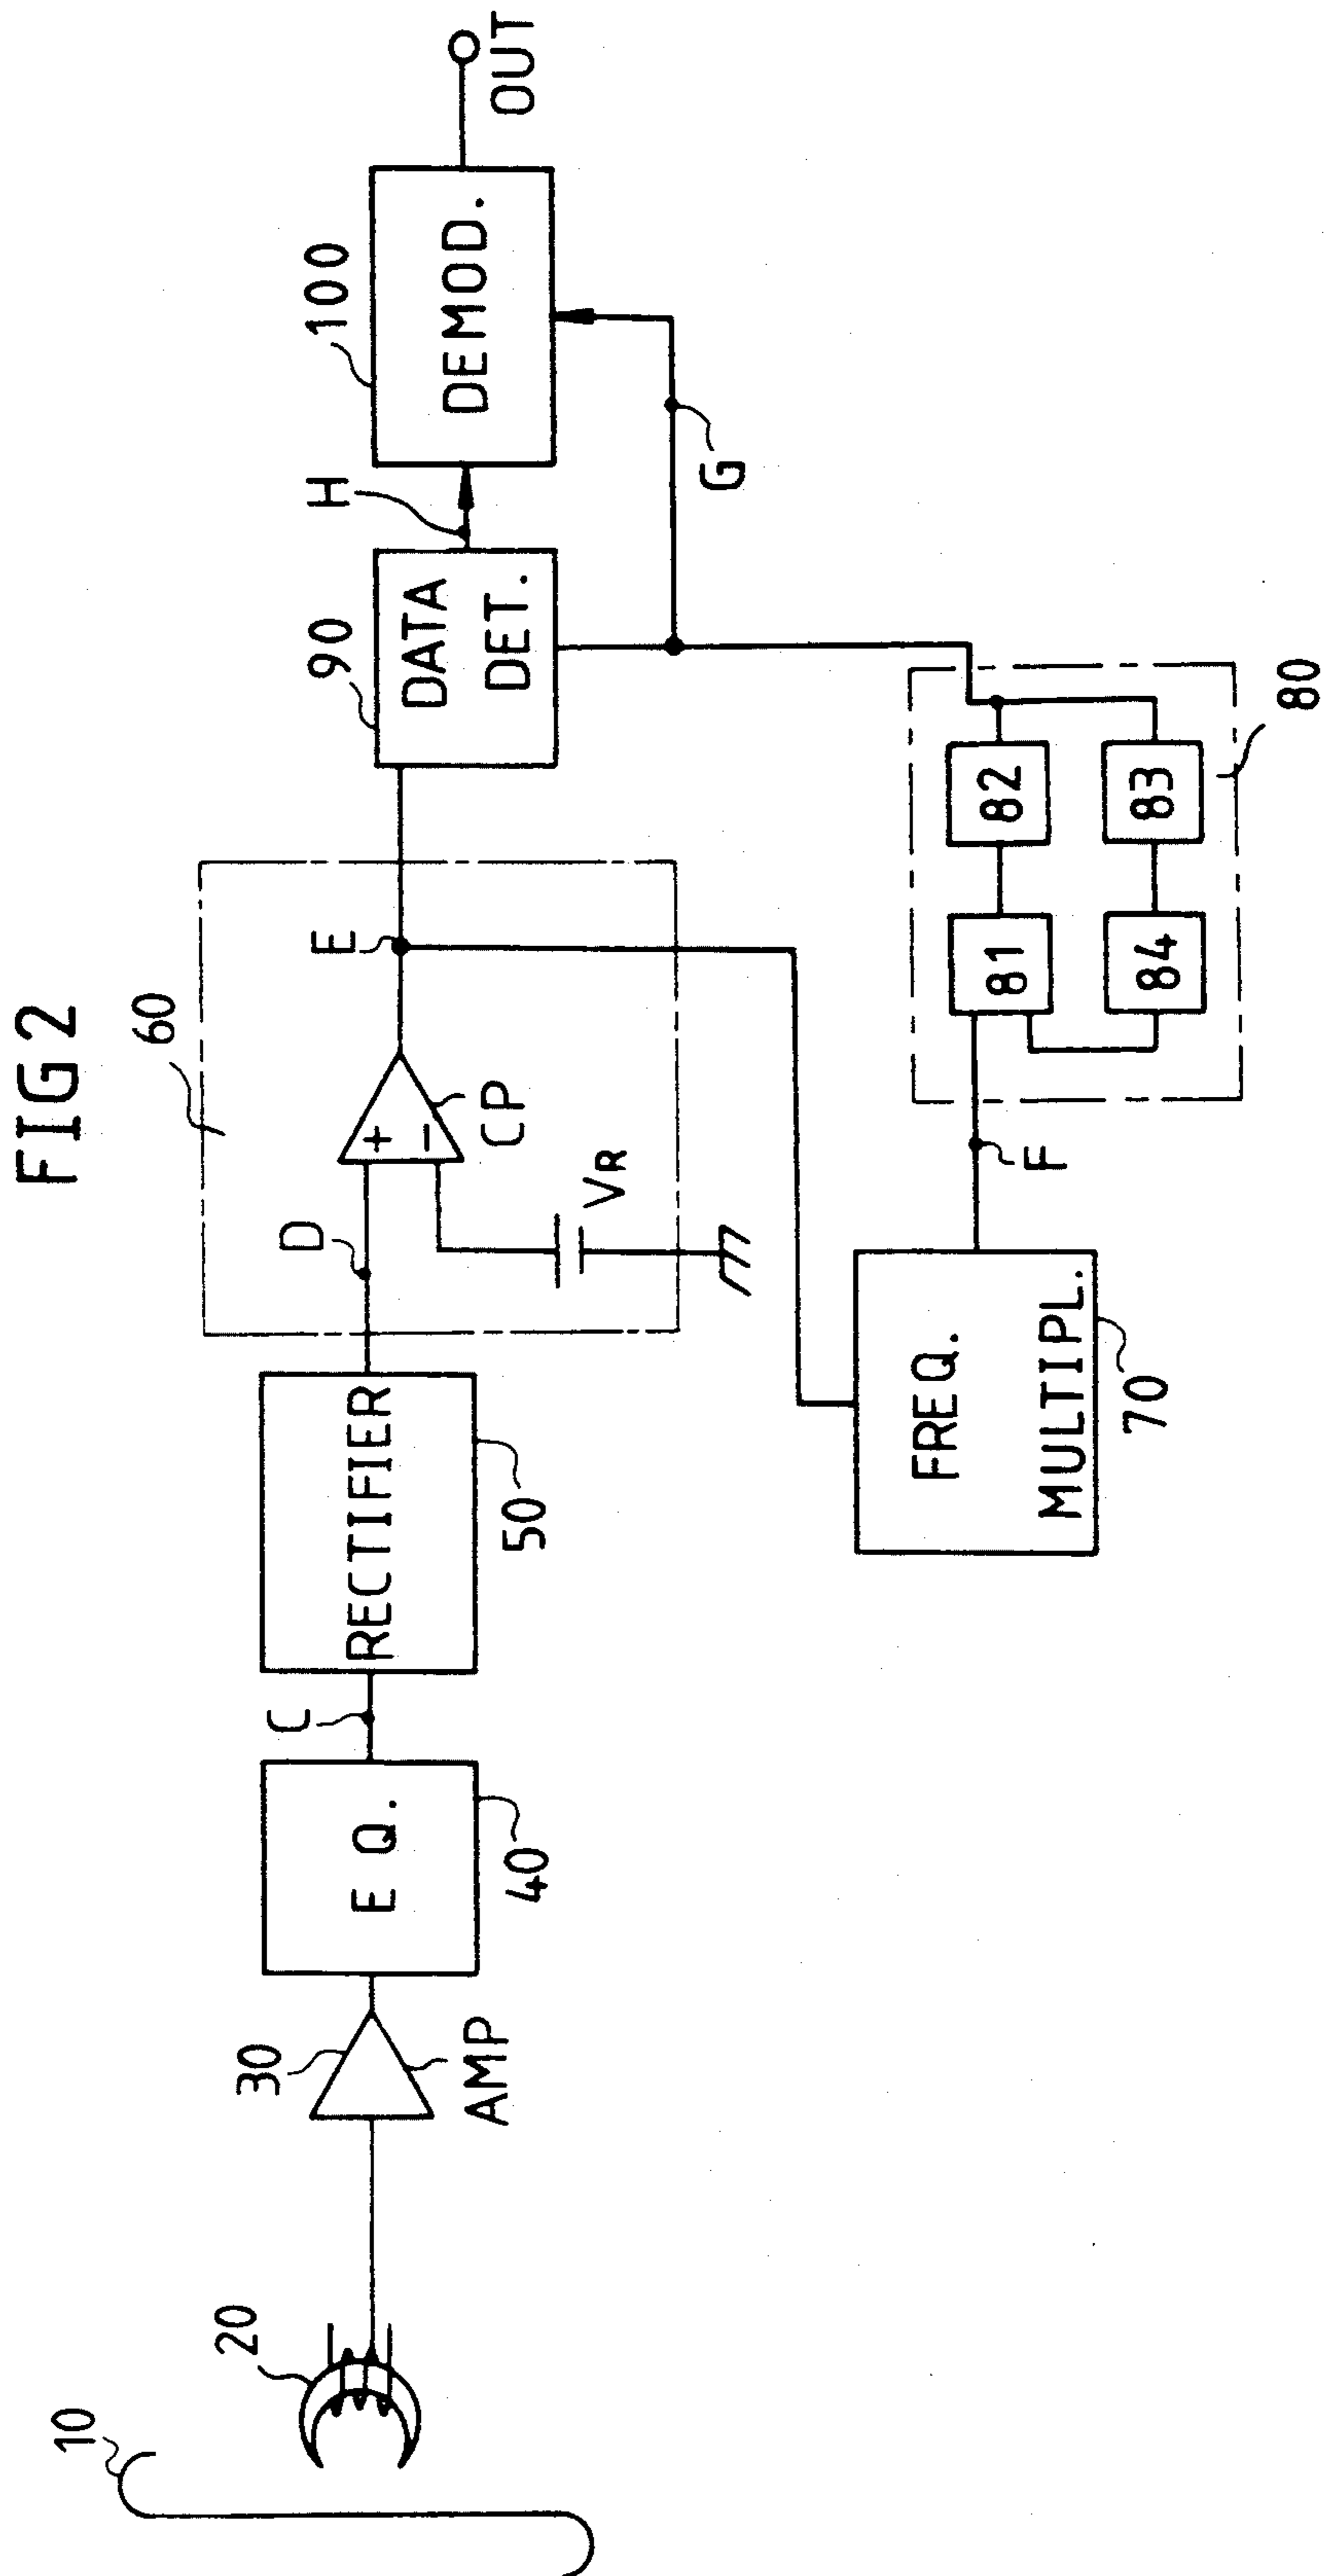 FIG 2
10
20
30
AMP
E Q.
40
C
RECTIFIER
50
D
60
+
−
CP
VR
E
FREQ.
MULTIPL.
70
F
81
82
83
84
80
DATA
DET.
90
H
G
DEMOD.
100
OUT